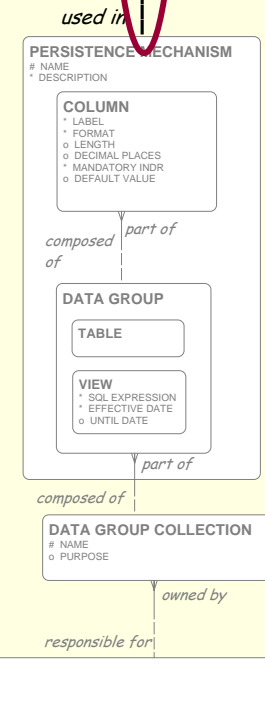 used in
PERSISTENCE MECHANISM
# NAME
* DESCRIPTION
COLUMN
* LABEL
* FORMAT
o LENGTH
o DECIMAL PLACES
* MANDATORY INDR
o DEFAULT VALUE
part of
composed
of
DATA GROUP
TABLE
VIEW
* SQL EXPRESSION
* EFFECTIVE DATE
o UNTIL DATE
part of
composed of
DATA GROUP COLLECTION
# NAME
o PURPOSE
owned by
responsible for